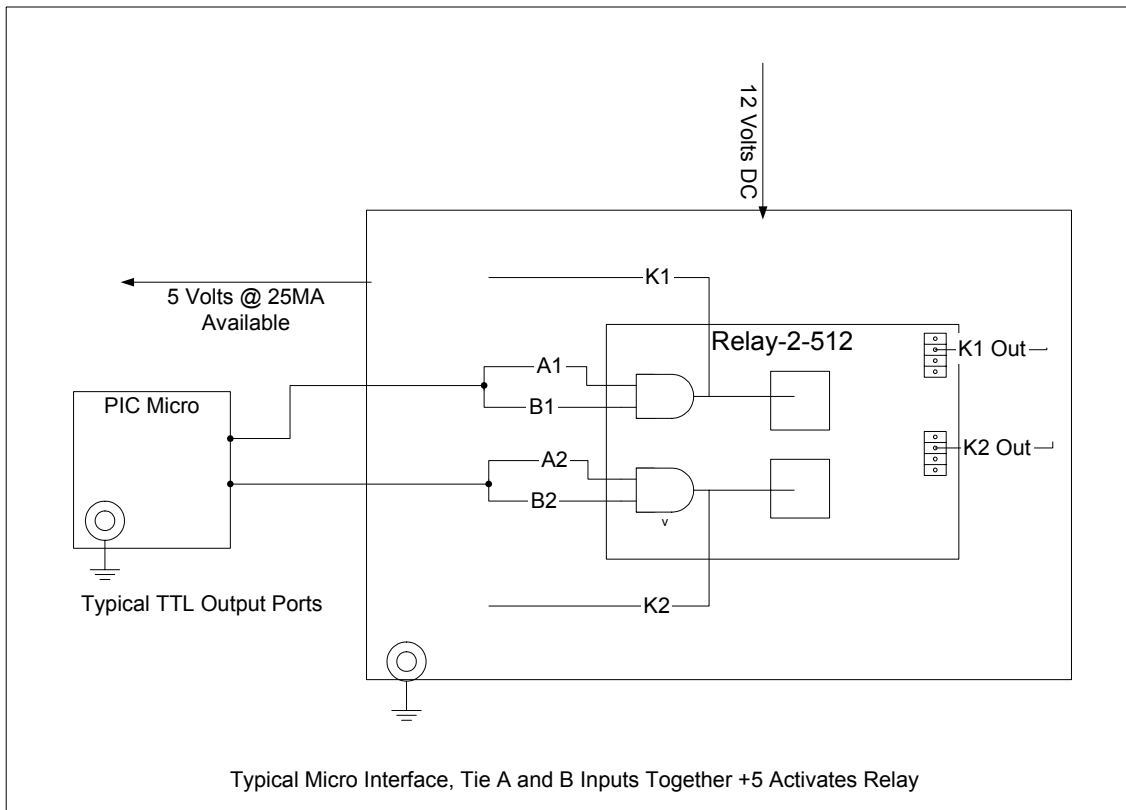 12 Volts DC
5 Volts @ 25MA
Available
K1
Relay-2-512
K1 Out
A1
B1
PIC Micro
K2 Out
A2
B2
v
Typical TTL Output Ports
K2
Typical Micro Interface, Tie A and B Inputs Together +5 Activates Relay